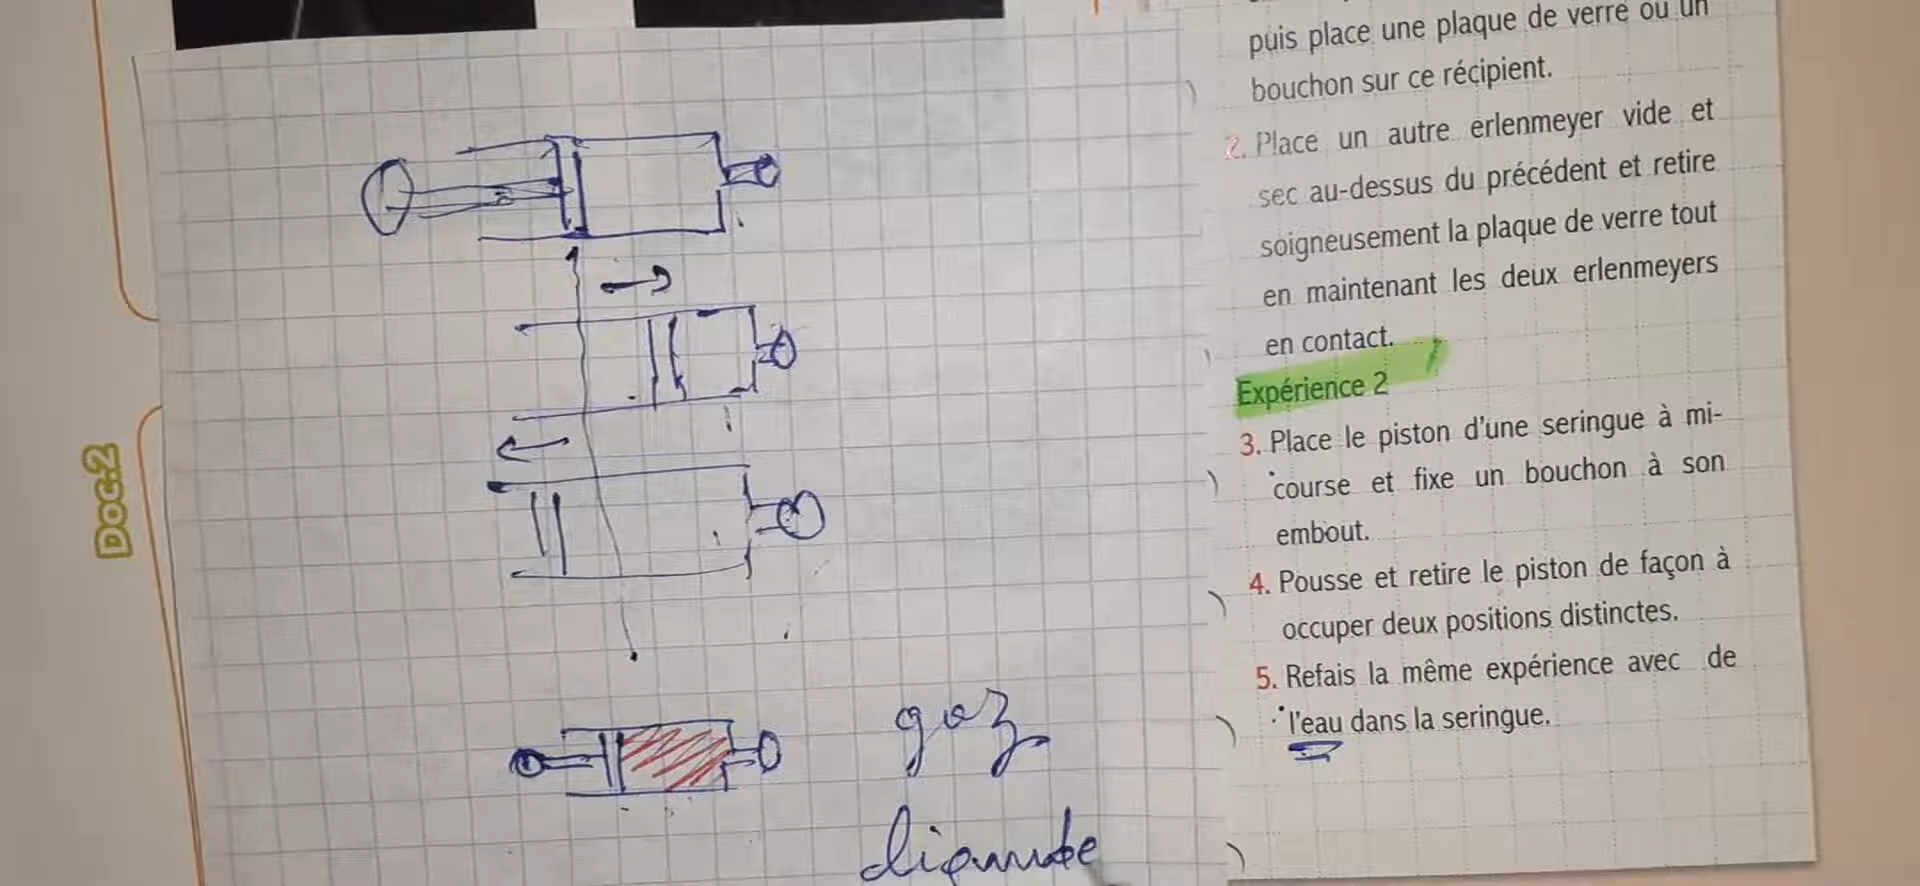 puis place une plaque de verre ou un
bouchon sur ce récipient.
2. Place un autre erlenmeyer vide et
sec au-dessus du précédent et retire
soigneusement la plaque de verre tout
en maintenant les deux erlenmeyers
en contact.
Expérience 2
3. Place le piston d'une seringue à mi-
course et fixe un bouchon à son
embout.
4. Pousse et retire le piston de façon à
occuper deux positions distinctes.
5. Refais la même expérience avec de
l'eau dans la seringue.
Doc.2
gaz